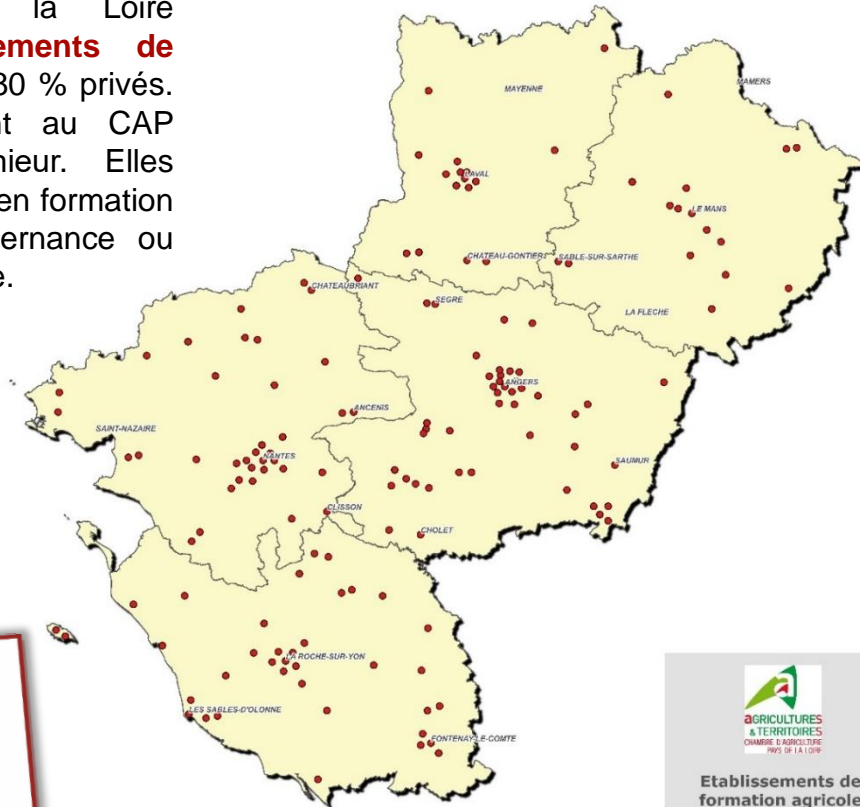 la Loire
ements de
30 % privés.
nt au CAP
nieur. Elles
en formation
ernance ou
e.
MAYENNE
MAMERS
LAVAL
LE MANS
CHATEAU-GONTIER
SABLE-SUR-SARTHE
CHATEAUBRIANT
SEGRE
LA FLECHE
ANGERS
ANCENIS
SAINT-NAZAIRE
NANTES
SAUMUR
CLISSON
CHOLET
LA ROCHE-SUR-YON
LES SABLES-D'OLONNE
FONTENAY-LE-COMTE
AGRICULTURES
& TERRITOIRES
CHAMBRE D'AGRICULTURE
PAYS DE LA LOIRE
Etablissements de
formation agricole